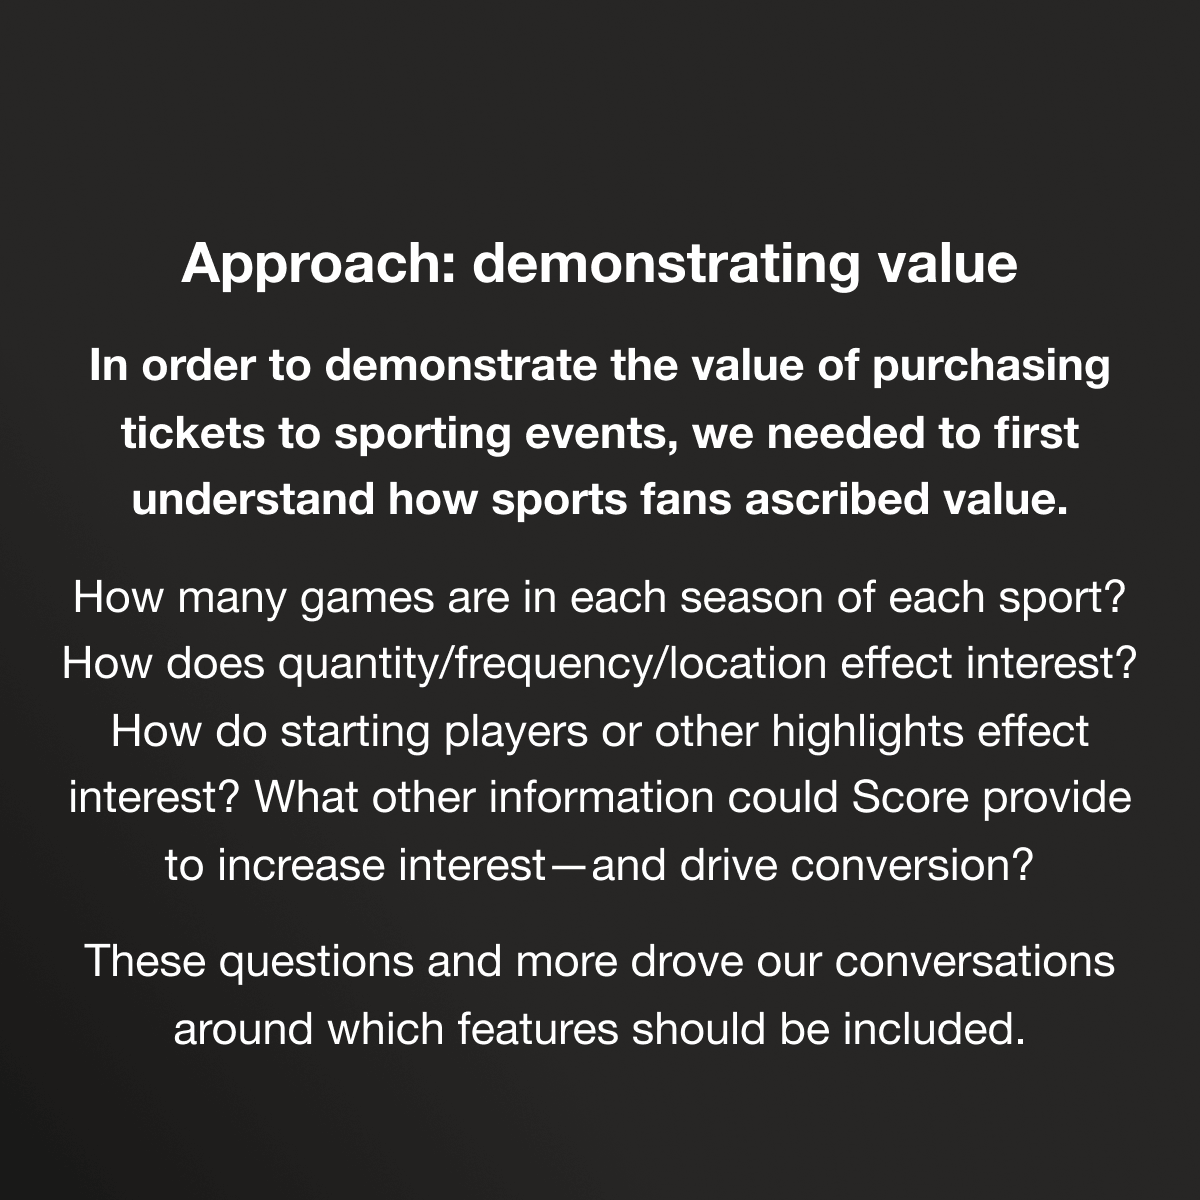 Approach: demonstrating value
In order to demonstrate the value of purchasing
tickets to sporting events, we needed to first
understand how sports fans ascribed value.
How many games are in each season of each sport?
How does quantity/frequency/location effect interest?
How do starting players or other highlights effect
interest? What other information could Score provide
to increase interest—and drive conversion?
These questions and more drove our conversations
around which features should be included.